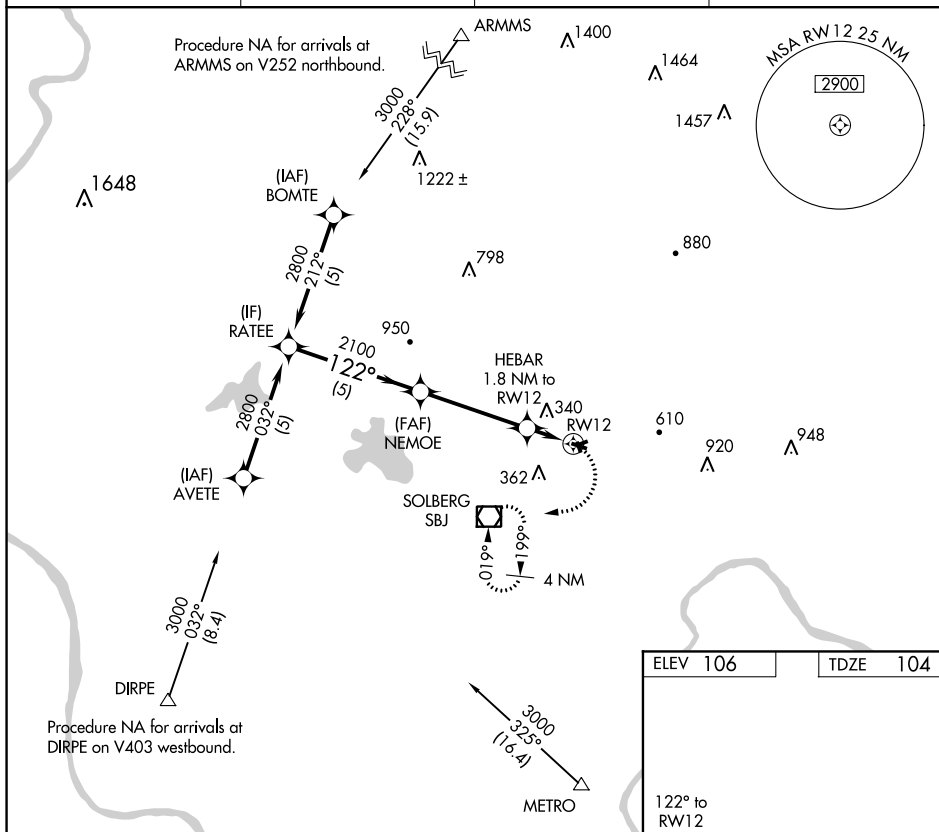 Procedure NA for arrivals at
ARMMS on V252 northbound.
ARMMS
1400
1464
1457
MSA RW12 25 NM
2900
3000
228°
(15.9)
1222 ±
1648
(IAF)
BOMTE
2800
212°
(5)
798
880
(IF)
RATEE
950
2100
122°
(5)
HEBAR
1.8 NM to
RW12
340
RW12
(FAF)
NEMOE
610
920
948
2800
032°
(5)
(IAF)
AVETE
362
SOLBERG
SBJ
019°
199°
4 NM
3000
032°
(8.4)
DIRPE
Procedure NA for arrivals at
DIRPE on V403 westbound.
3000
325°
(16.4)
METRO
ELEV 106
TDZE 104
122° to
RW12